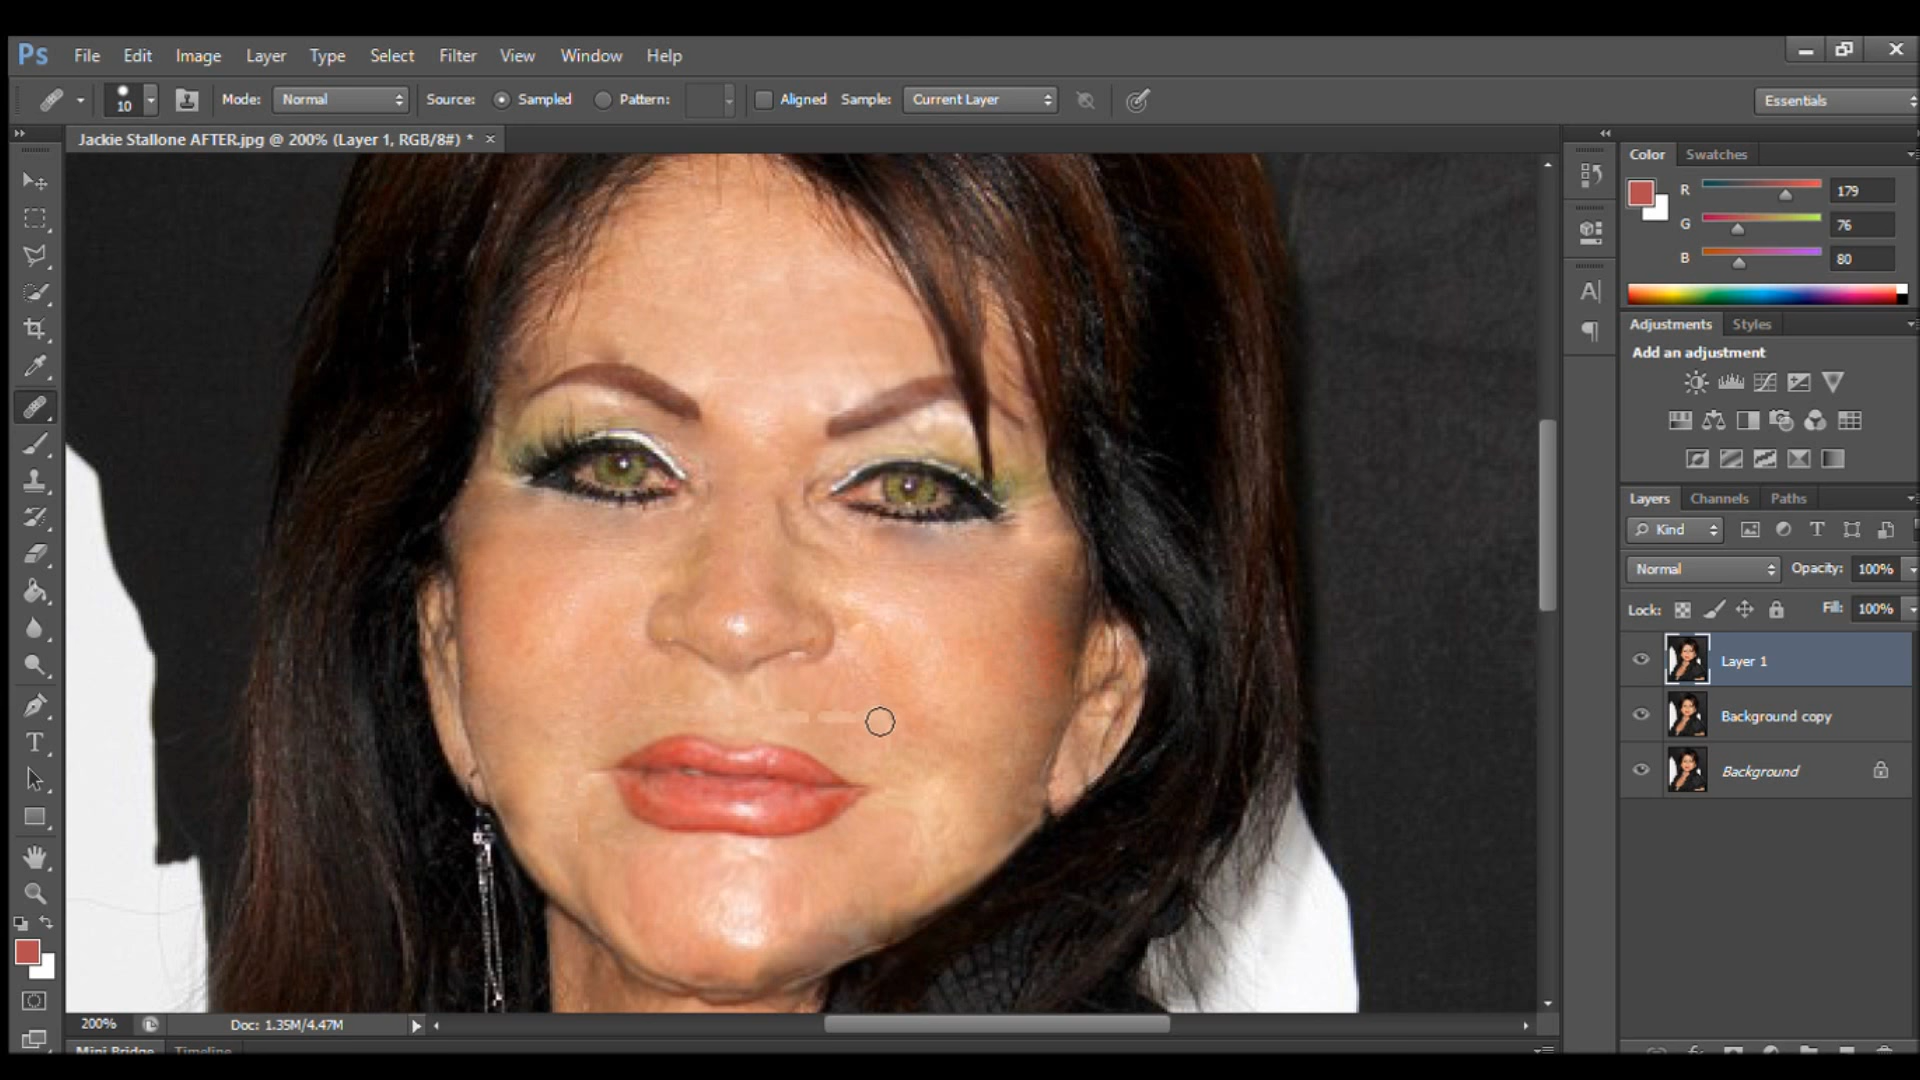 Ps File Edit Image Layer Type Select Filter View Window Help
10 Mode: Normal Source: Sampled Pattern: Aligned Sample: Current Layer Essentials
Jackie Stallone AFTER.jpg @ 200% (Layer 1, RGB/8#) * ×
Color Swatches
R 179
G 76
B 80
Adjustments Styles
Add an adjustment
Layers Channels Paths
Kind
Normal Opacity: 100%
Lock: Fill: 100%
Layer 1
Background copy
Background
200% Doc: 1.35M/4.47M
Mini Bridge Timeline